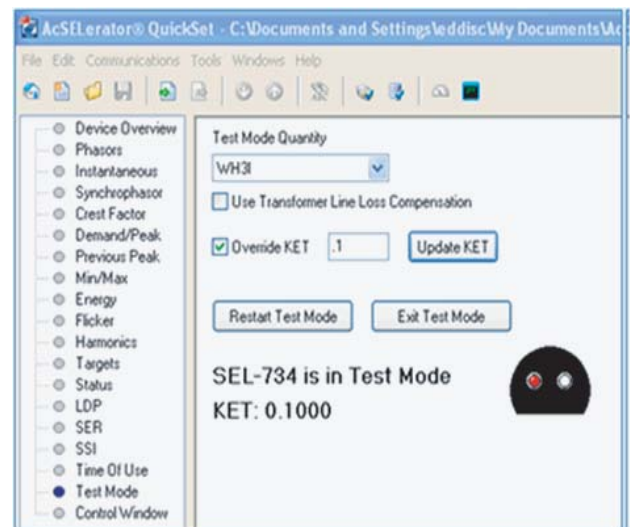 AcSELerator® QuickSet - C:\Documents and Settings\eddisc\My Documents\Ac
File Edit Communications Tools Windows Help
Device Overview
Phasors
Instantaneous
Synchrophasor
Crest Factor
Demand/Peak
Previous Peak
Min/Max
Energy
Flicker
Harmonics
Targets
Status
LDP
SER
SSI
Time Of Use
Test Mode
Control Window
Test Mode Quantity
WH3I
Use Transformer Line Loss Compensation
Override KET .1 Update KET
Restart Test Mode Exit Test Mode
SEL-734 is in Test Mode
KET: 0.1000